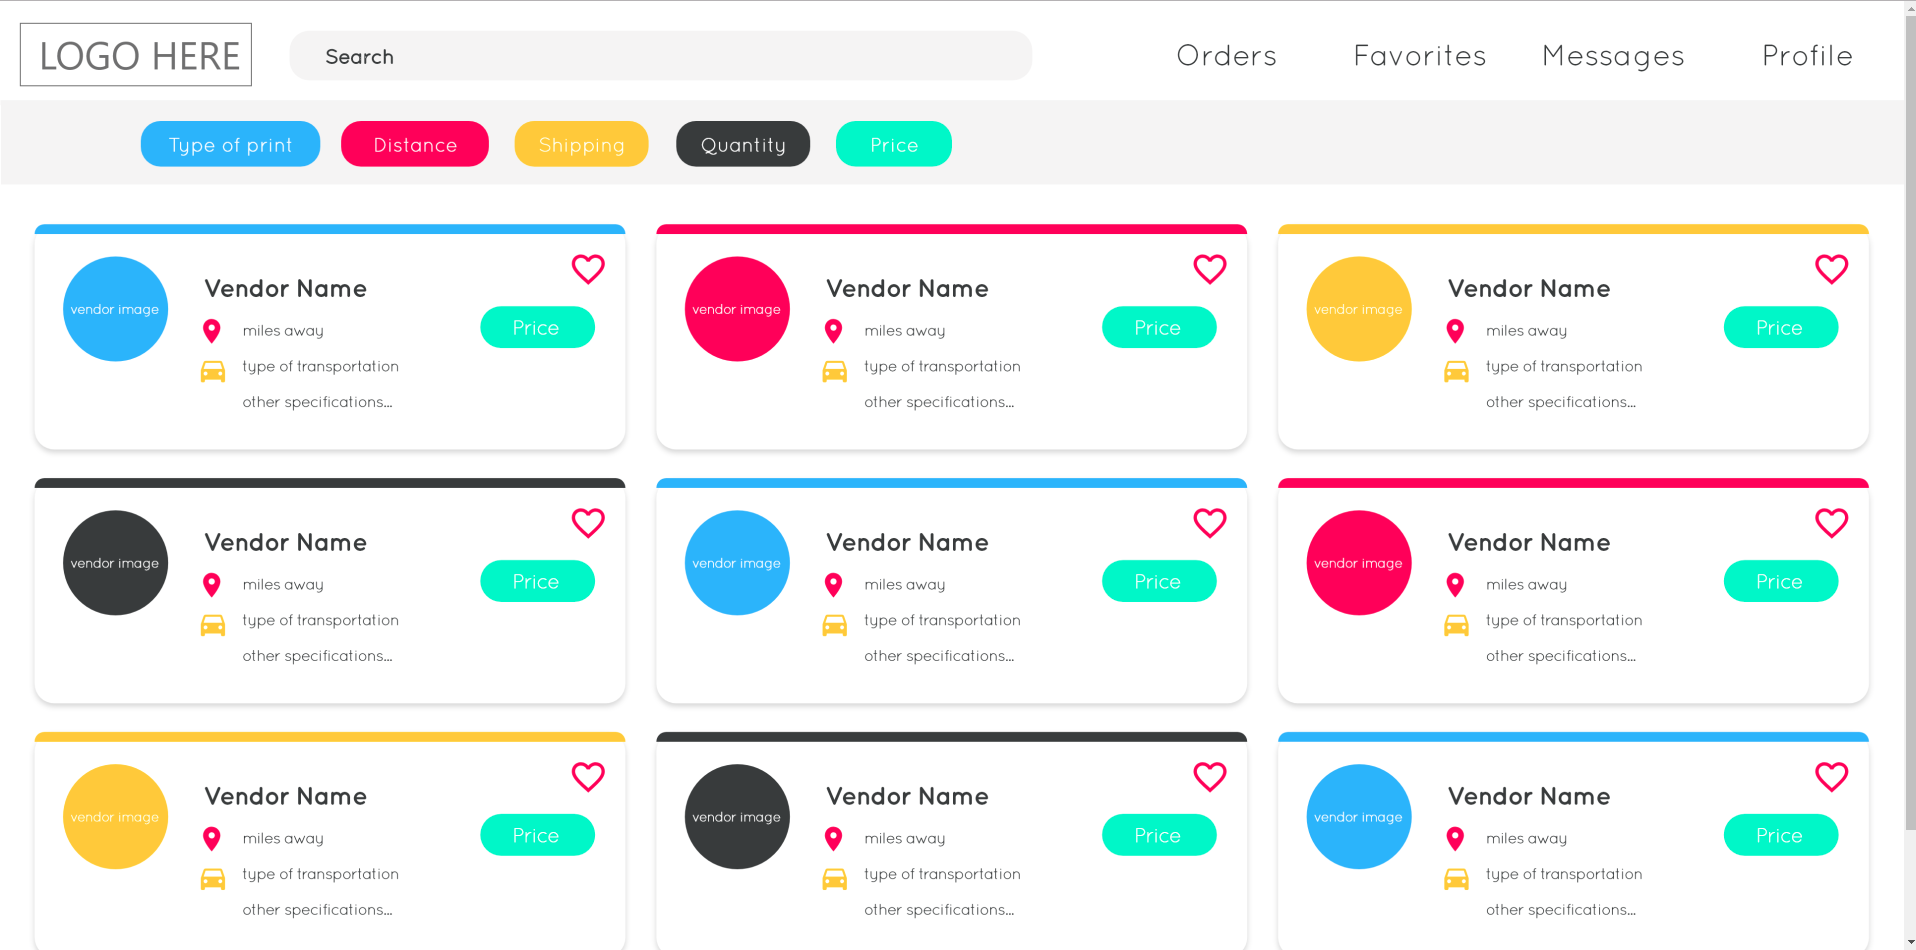 LOGO HERE
Search
Orders
Favorites
Messages
Profile
Type of print
Distance
Shipping
Quantity
Price
vendor image
Vendor Name
miles away
type of transportation
other specifications...
Price
vendor image
Vendor Name
miles away
type of transportation
other specifications...
Price
vendor image
Vendor Name
miles away
type of transportation
other specifications...
Price
vendor image
Vendor Name
miles away
type of transportation
other specifications...
Price
vendor image
Vendor Name
miles away
type of transportation
other specifications...
Price
vendor image
Vendor Name
miles away
type of transportation
other specifications...
Price
vendor image
Vendor Name
miles away
type of transportation
other specifications...
Price
vendor image
Vendor Name
miles away
type of transportation
other specifications...
Price
vendor image
Vendor Name
miles away
type of transportation
other specifications...
Price